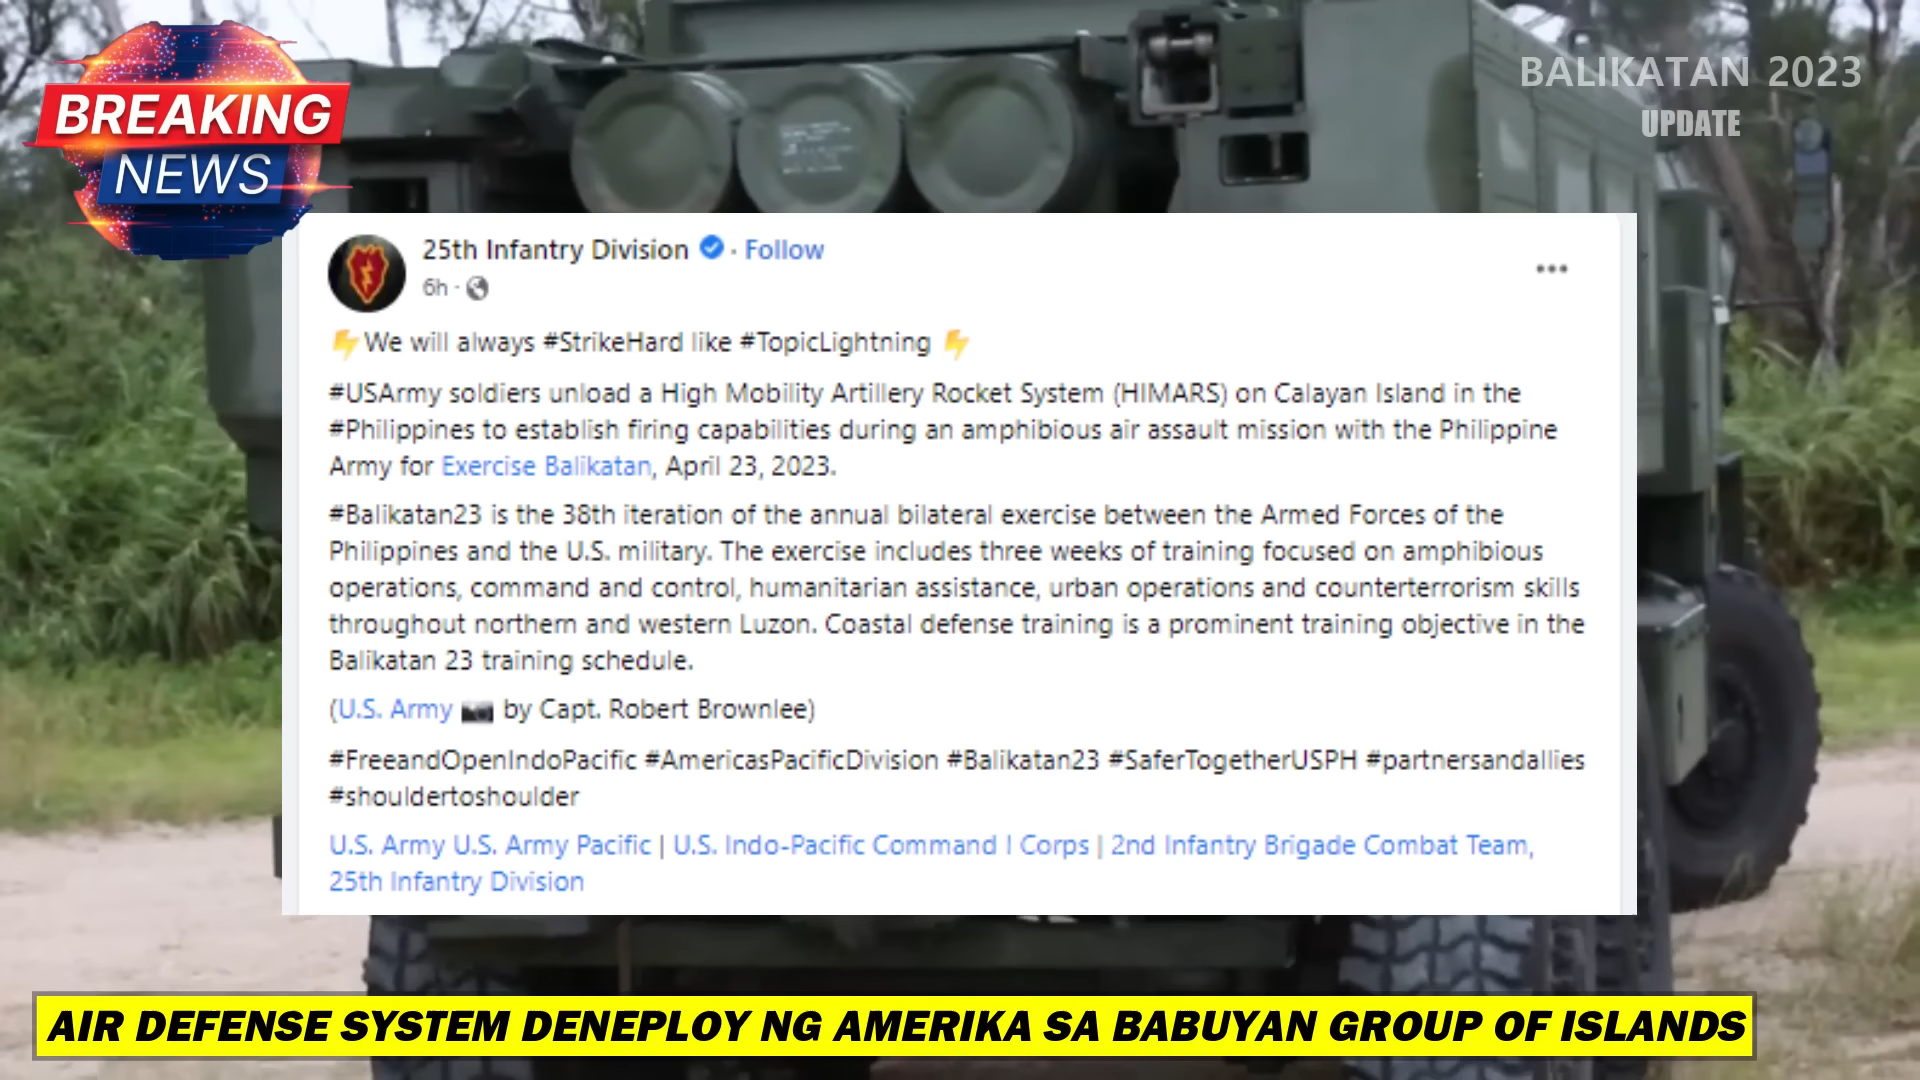 BREAKING
NEWS
BALIKATAN 2023
UPDATE
25th Infantry Division · Follow
6h ·
We will always #StrikeHard like #TopicLightning
#USArmy soldiers unload a High Mobility Artillery Rocket System (HIMARS) on Calayan Island in the
#Philippines to establish firing capabilities during an amphibious air assault mission with the Philippine
Army for Exercise Balikatan, April 23, 2023.
#Balikatan23 is the 38th iteration of the annual bilateral exercise between the Armed Forces of the
Philippines and the U.S. military. The exercise includes three weeks of training focused on amphibious
operations, command and control, humanitarian assistance, urban operations and counterterrorism skills
throughout northern and western Luzon. Coastal defense training is a prominent training objective in the
Balikatan 23 training schedule.
(U.S. Army 📷 by Capt. Robert Brownlee)
#FreeandOpenIndoPacific #AmericasPacificDivision #Balikatan23 #SaferTogetherUSPH #partnersandallies
#shouldertoshoulder
U.S. Army U.S. Army Pacific | U.S. Indo-Pacific Command I Corps | 2nd Infantry Brigade Combat Team,
25th Infantry Division
AIR DEFENSE SYSTEM DENEPLOY NG AMERIKA SA BABUYAN GROUP OF ISLANDS